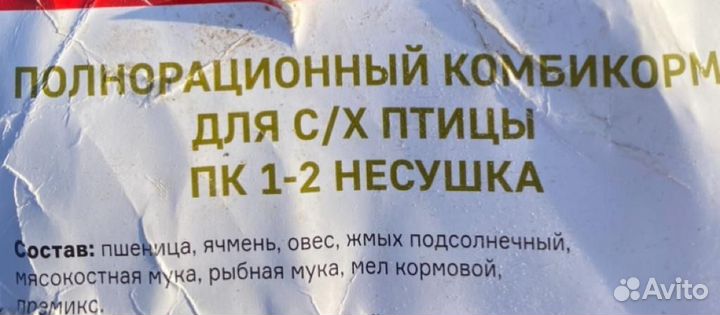 ПОЛНОРАЦИОННЫЙ КОМБИКОРМ
ДЛЯ С/Х ПТИЦЫ
ПК 1-2 НЕСУШКА
Состав: пшеница, ячмень, овес, жмых подсолнечный,
мясокостная мука, рыбная мука, мел кормовой,
премикс.
Avito